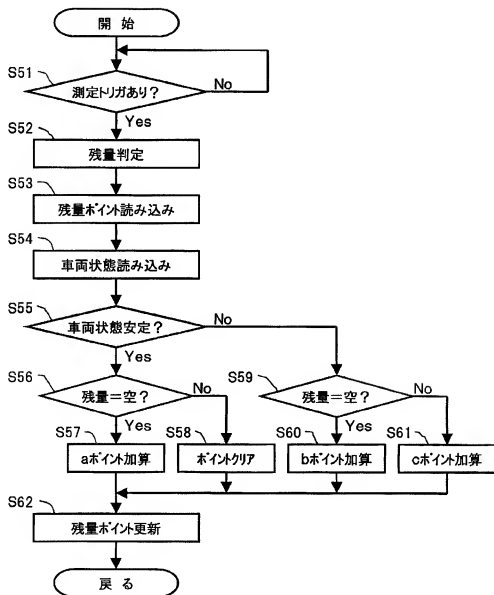 開 始
S51
測定トリガあり?
No
Yes
S52
残量判定
S53
残量ポイント読み込み
S54
車両状態読み込み
S55
車両状態安定?
No
Yes
S56
残量=空?
No
Yes
S59
残量=空?
No
Yes
S57
aポイント加算
S58
ポイントクリア
S60
bポイント加算
S61
cポイント加算
S62
残量ポイント更新
戻 る